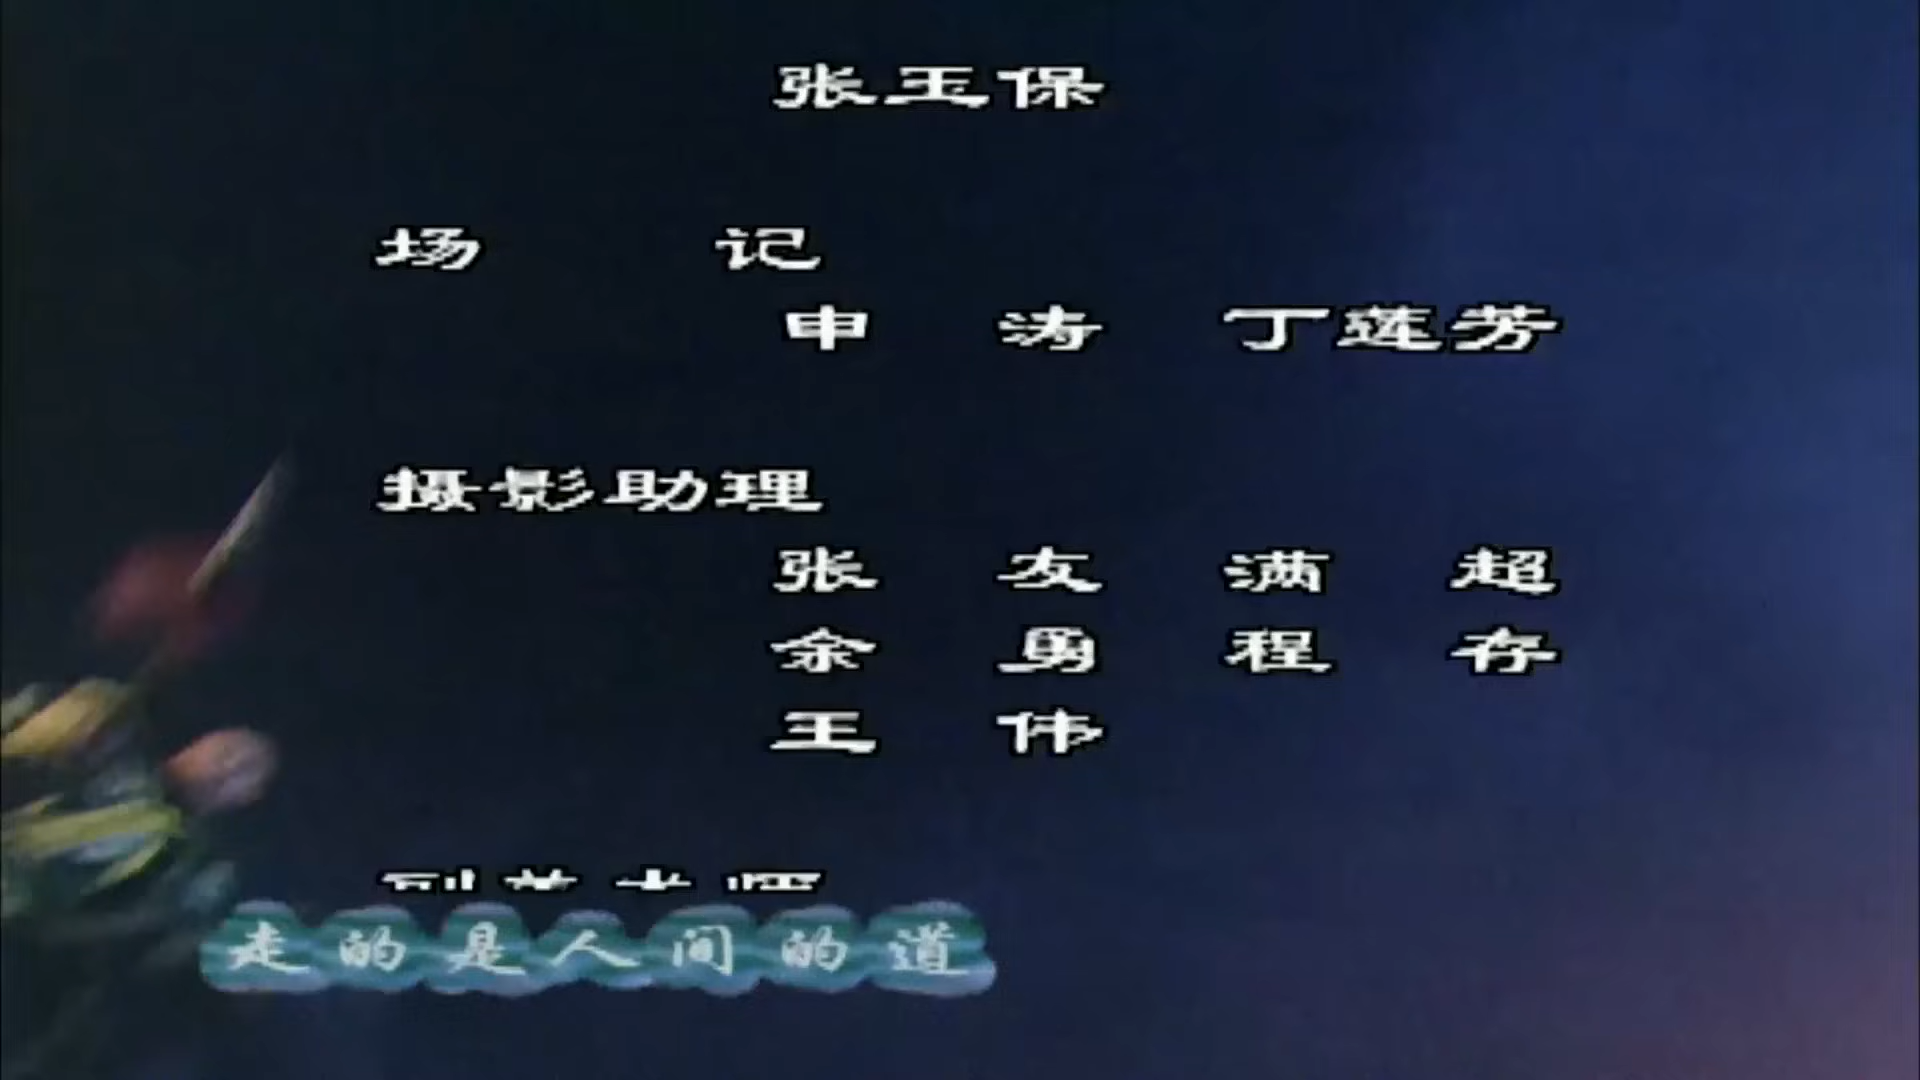 张玉保
场 记
申 涛 丁莲芳
摄影助理
张 友 满 超
余 勇 程 存
王 伟
走的是人间的道